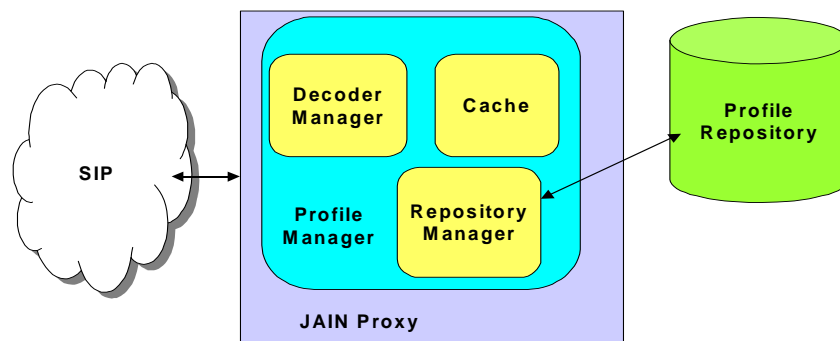 SIP
Decoder
Manager
Cache
Profile
Manager
Repository
Manager
JAIN Proxy
Profile
Repository